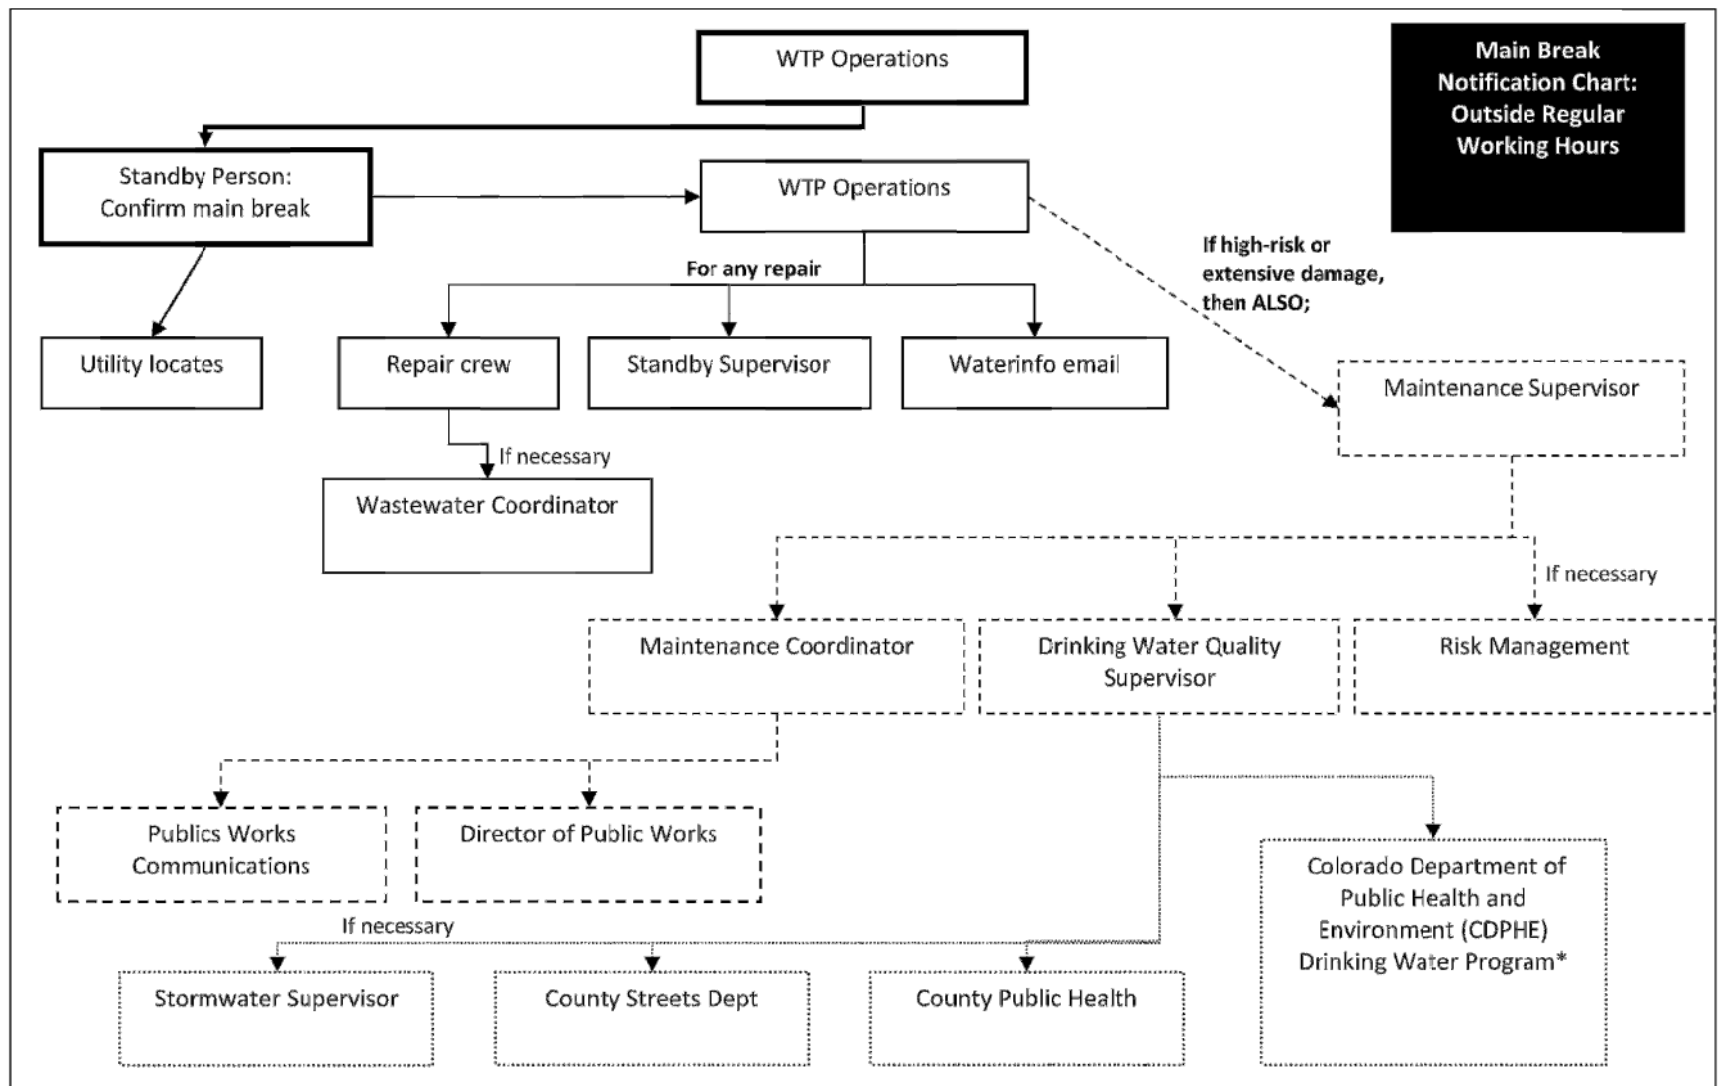 WTP Operations
Main Break
Notification Chart:
Outside Regular
Working Hours
Standby Person:
Confirm main break
WTP Operations
If high-risk or
extensive damage,
then ALSO;
For any repair
Utility locates
Repair crew
Standby Supervisor
Waterinfo email
Maintenance Supervisor
If necessary
Wastewater Coordinator
If necessary
Maintenance Coordinator
Drinking Water Quality
Supervisor
Risk Management
Publics Works
Communications
Director of Public Works
Colorado Department of
Public Health and
Environment (CDPHE)
Drinking Water Program*
If necessary
Stormwater Supervisor
County Streets Dept
County Public Health